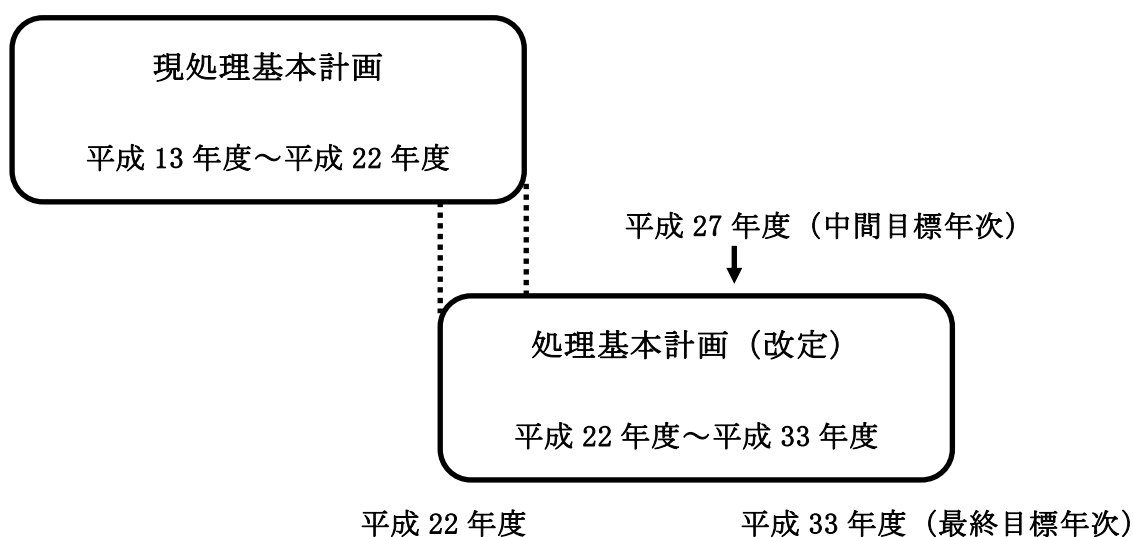 現処理基本計画
平成 13 年度～平成 22 年度
平成 27 年度（中間目標年次）
処理基本計画（改定）
平成 22 年度～平成 33 年度
平成 22 年度
平成 33 年度（最終目標年次）